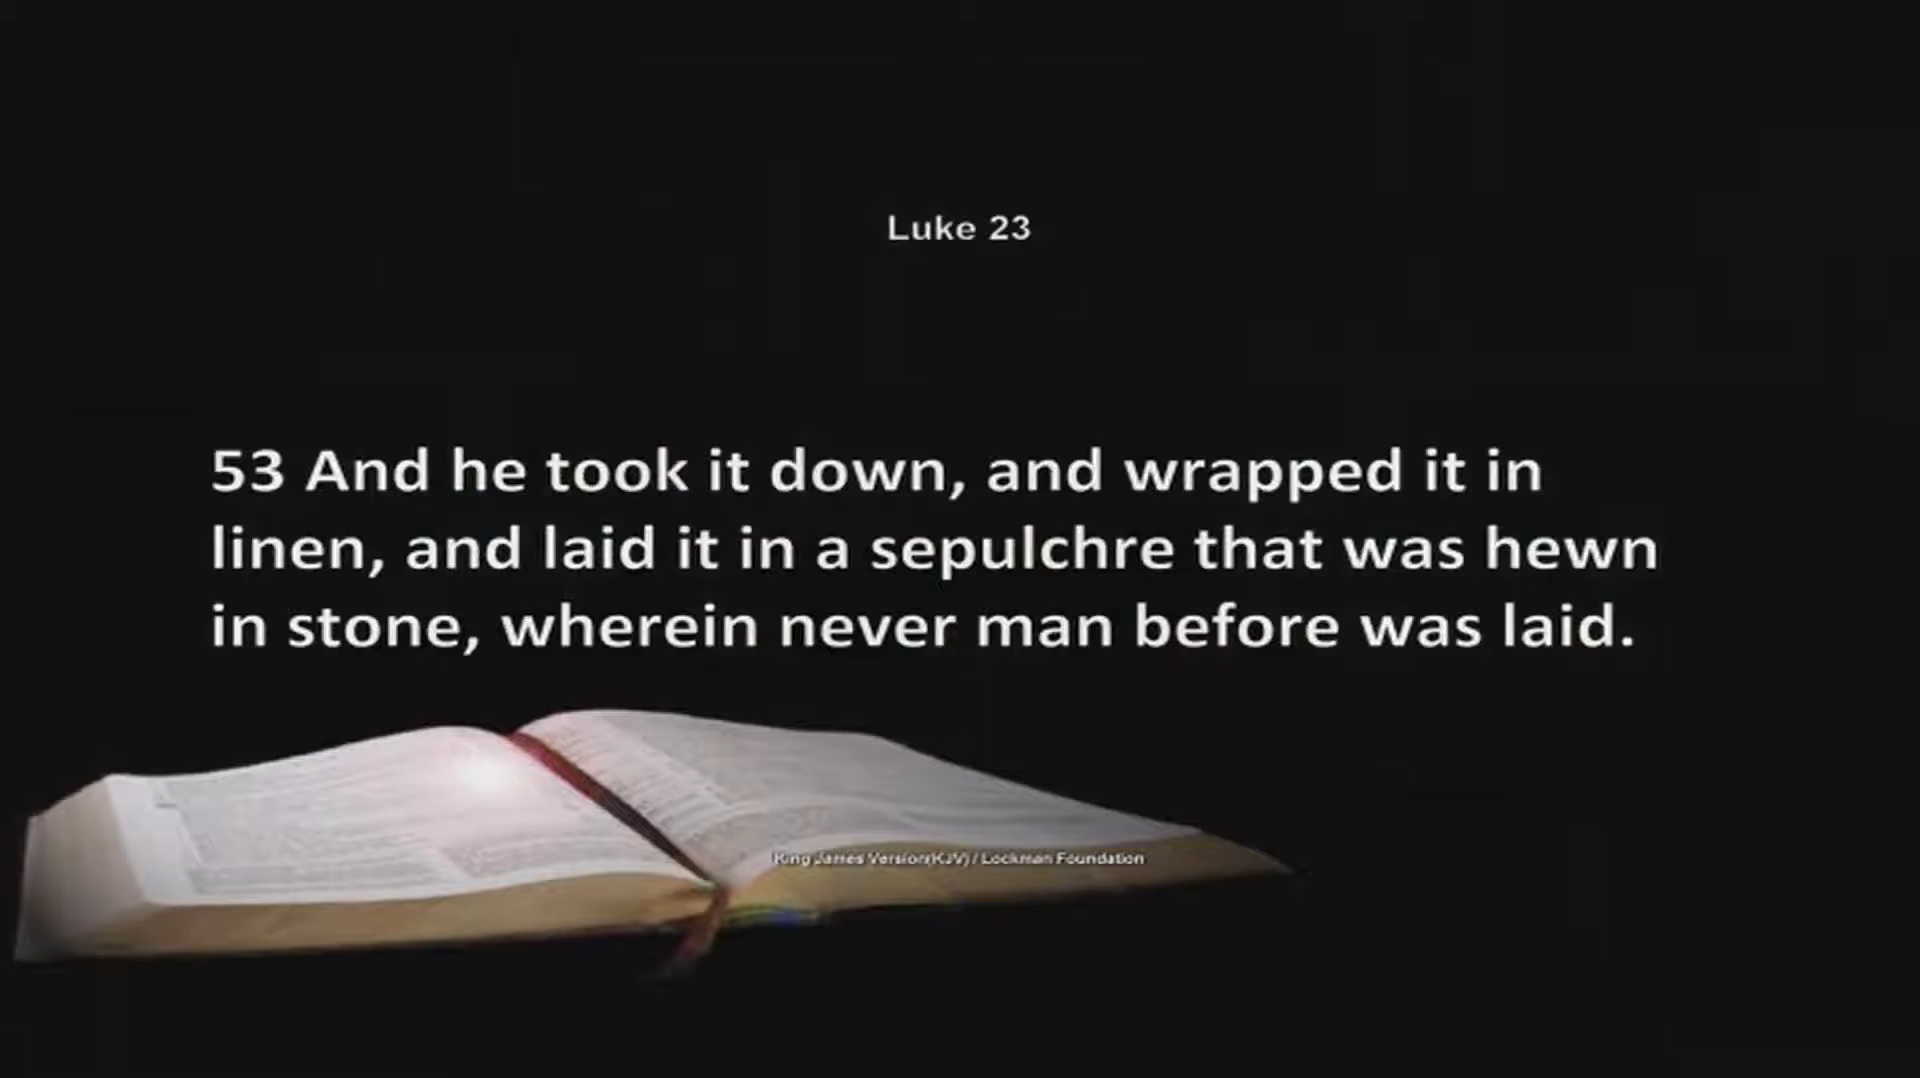 Luke 23
53 And he took it down, and wrapped it in
linen, and laid it in a sepulchre that was hewn
in stone, wherein never man before was laid.
(King James Version(KJV) / Lockman Foundation